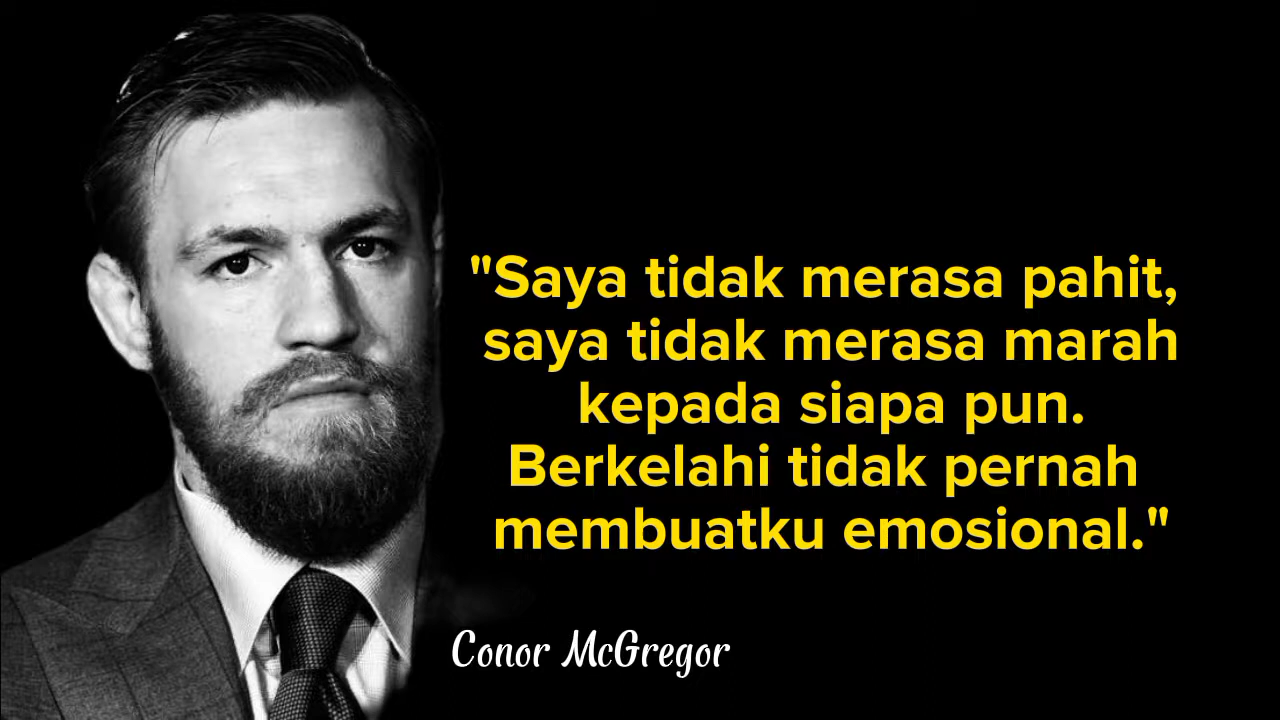 "Saya tidak merasa pahit,
saya tidak merasa marah
kepada siapa pun.
Berkelahi tidak pernah
membuatku emosional."
Conor McGregor